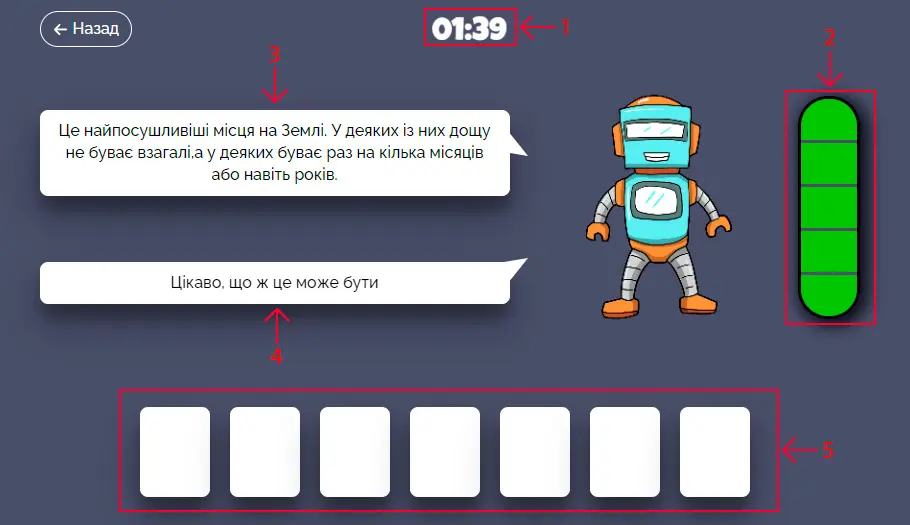 ← Назад
01:39
1
2
3
Це найпосушливіші місця на Землі. У деяких із них дощу
не буває взагалі,а у деяких буває раз на кілька місяців
або навіть років.
Цікаво, що ж це може бути
4
5